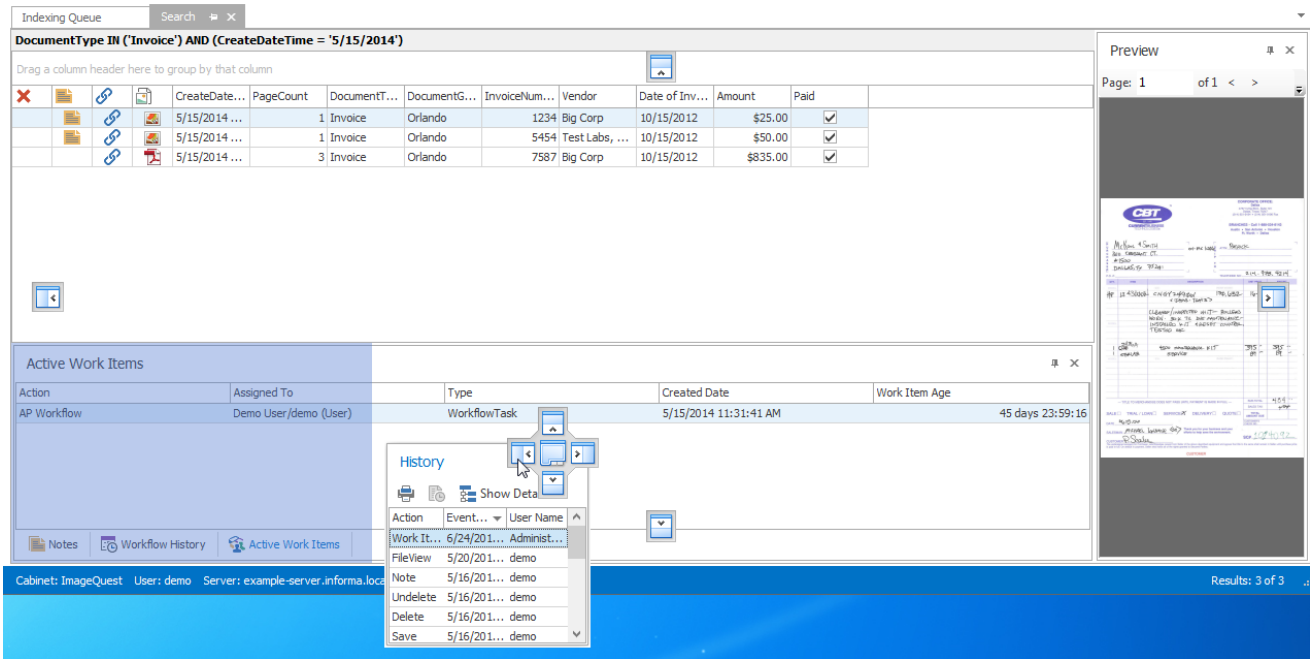 Indexing Queue Search
DocumentType IN ('Invoice') AND (CreateDateTime = '5/15/2014')
Drag a column header here to group by that column
CreateDate... PageCount DocumentT... DocumentG... InvoiceNum... Vendor Date of Inv... Amount Paid
5/15/2014 ... 1 Invoice Orlando 1234 Big Corp 10/15/2012 $25.00
5/15/2014 ... 1 Invoice Orlando 5454 Test Labs, ... 10/15/2012 $50.00
5/15/2014 ... 3 Invoice Orlando 7587 Big Corp 10/15/2012 $835.00
Preview
Page: 1 of 1 < >
CBT
Active Work Items
Action Assigned To Type Created Date Work Item Age
AP Workflow Demo User/demo (User) WorkflowTask 5/15/2014 11:31:41 AM 45 days 23:59:16
History
Show Deta
Action Event... User Name
Work It... 6/24/201... Administ...
FileView 5/20/201... demo
Note 5/16/201... demo
Undelete 5/16/201... demo
Delete 5/16/201... demo
Save 5/16/201... demo
Notes Workflow History Active Work Items
Cabinet: ImageQuest User: demo Server: example-server.informa.loca
Results: 3 of 3